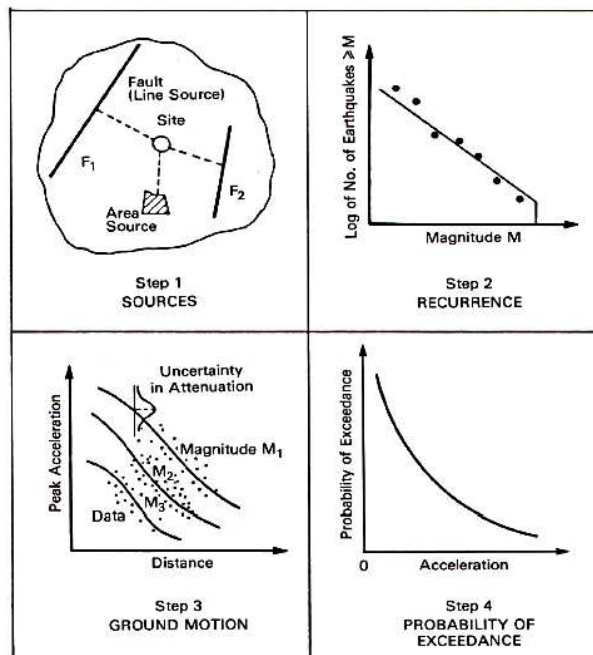 Fault
(Line Source)
Site
F1
F2
Area
Source
Step 1
SOURCES
Log of No. of Earthquakes ≥ M
Magnitude M
Step 2
RECURRENCE
Uncertainty
in Attenuation
Peak Acceleration
Magnitude M1
M2
M3
Data
Distance
Step 3
GROUND MOTION
Probability of Exceedance
0
Acceleration
Step 4
PROBABILITY OF
EXCEEDANCE